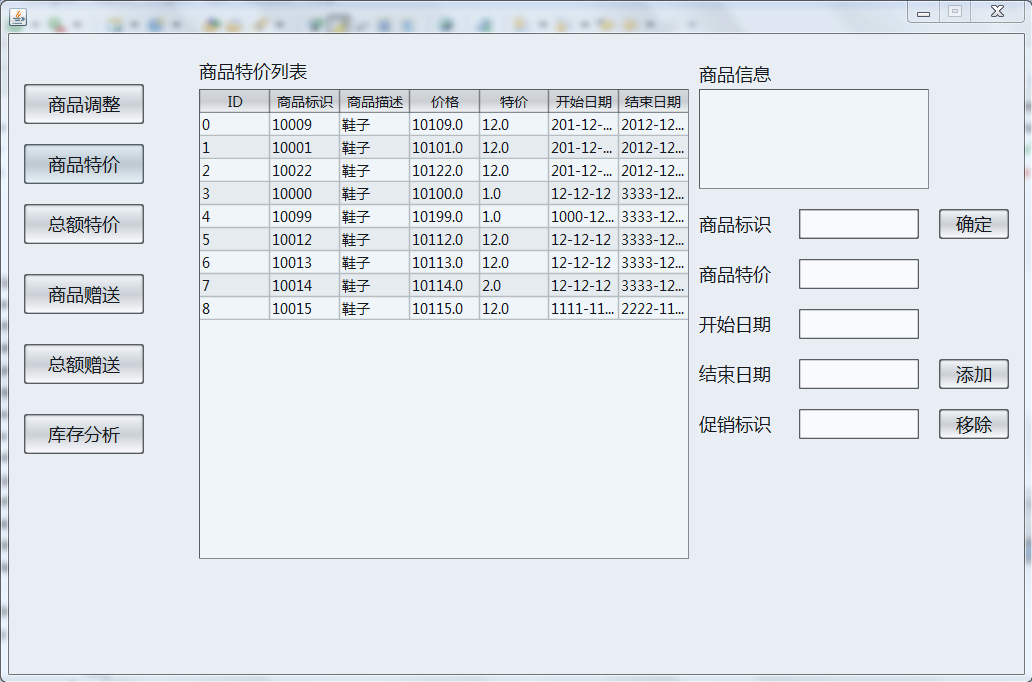 商品调整
商品特价
总额特价
商品赠送
总额赠送
库存分析
商品特价列表
ID 商品标识 商品描述 价格 特价 开始日期 结束日期
0 10009 鞋子 10109.0 12.0 201-12-... 2012-12...
1 10001 鞋子 10101.0 12.0 201-12-... 2012-12...
2 10022 鞋子 10122.0 12.0 201-12-... 2012-12...
3 10000 鞋子 10100.0 1.0 12-12-12 3333-12...
4 10099 鞋子 10199.0 1.0 1000-12... 3333-12...
5 10012 鞋子 10112.0 12.0 12-12-12 3333-12...
6 10013 鞋子 10113.0 12.0 12-12-12 3333-12...
7 10014 鞋子 10114.0 2.0 12-12-12 3333-12...
8 10015 鞋子 10115.0 12.0 1111-11... 2222-11...
商品信息
商品标识 确定
商品特价
开始日期
结束日期 添加
促销标识 移除